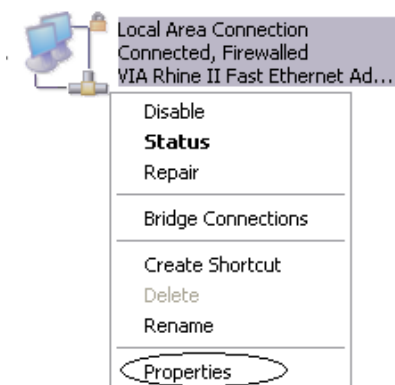 Local Area Connection
Connected, Firewalled
VIA Rhine II Fast Ethernet Ad...
Disable
Status
Repair
Bridge Connections
Create Shortcut
Delete
Rename
Properties